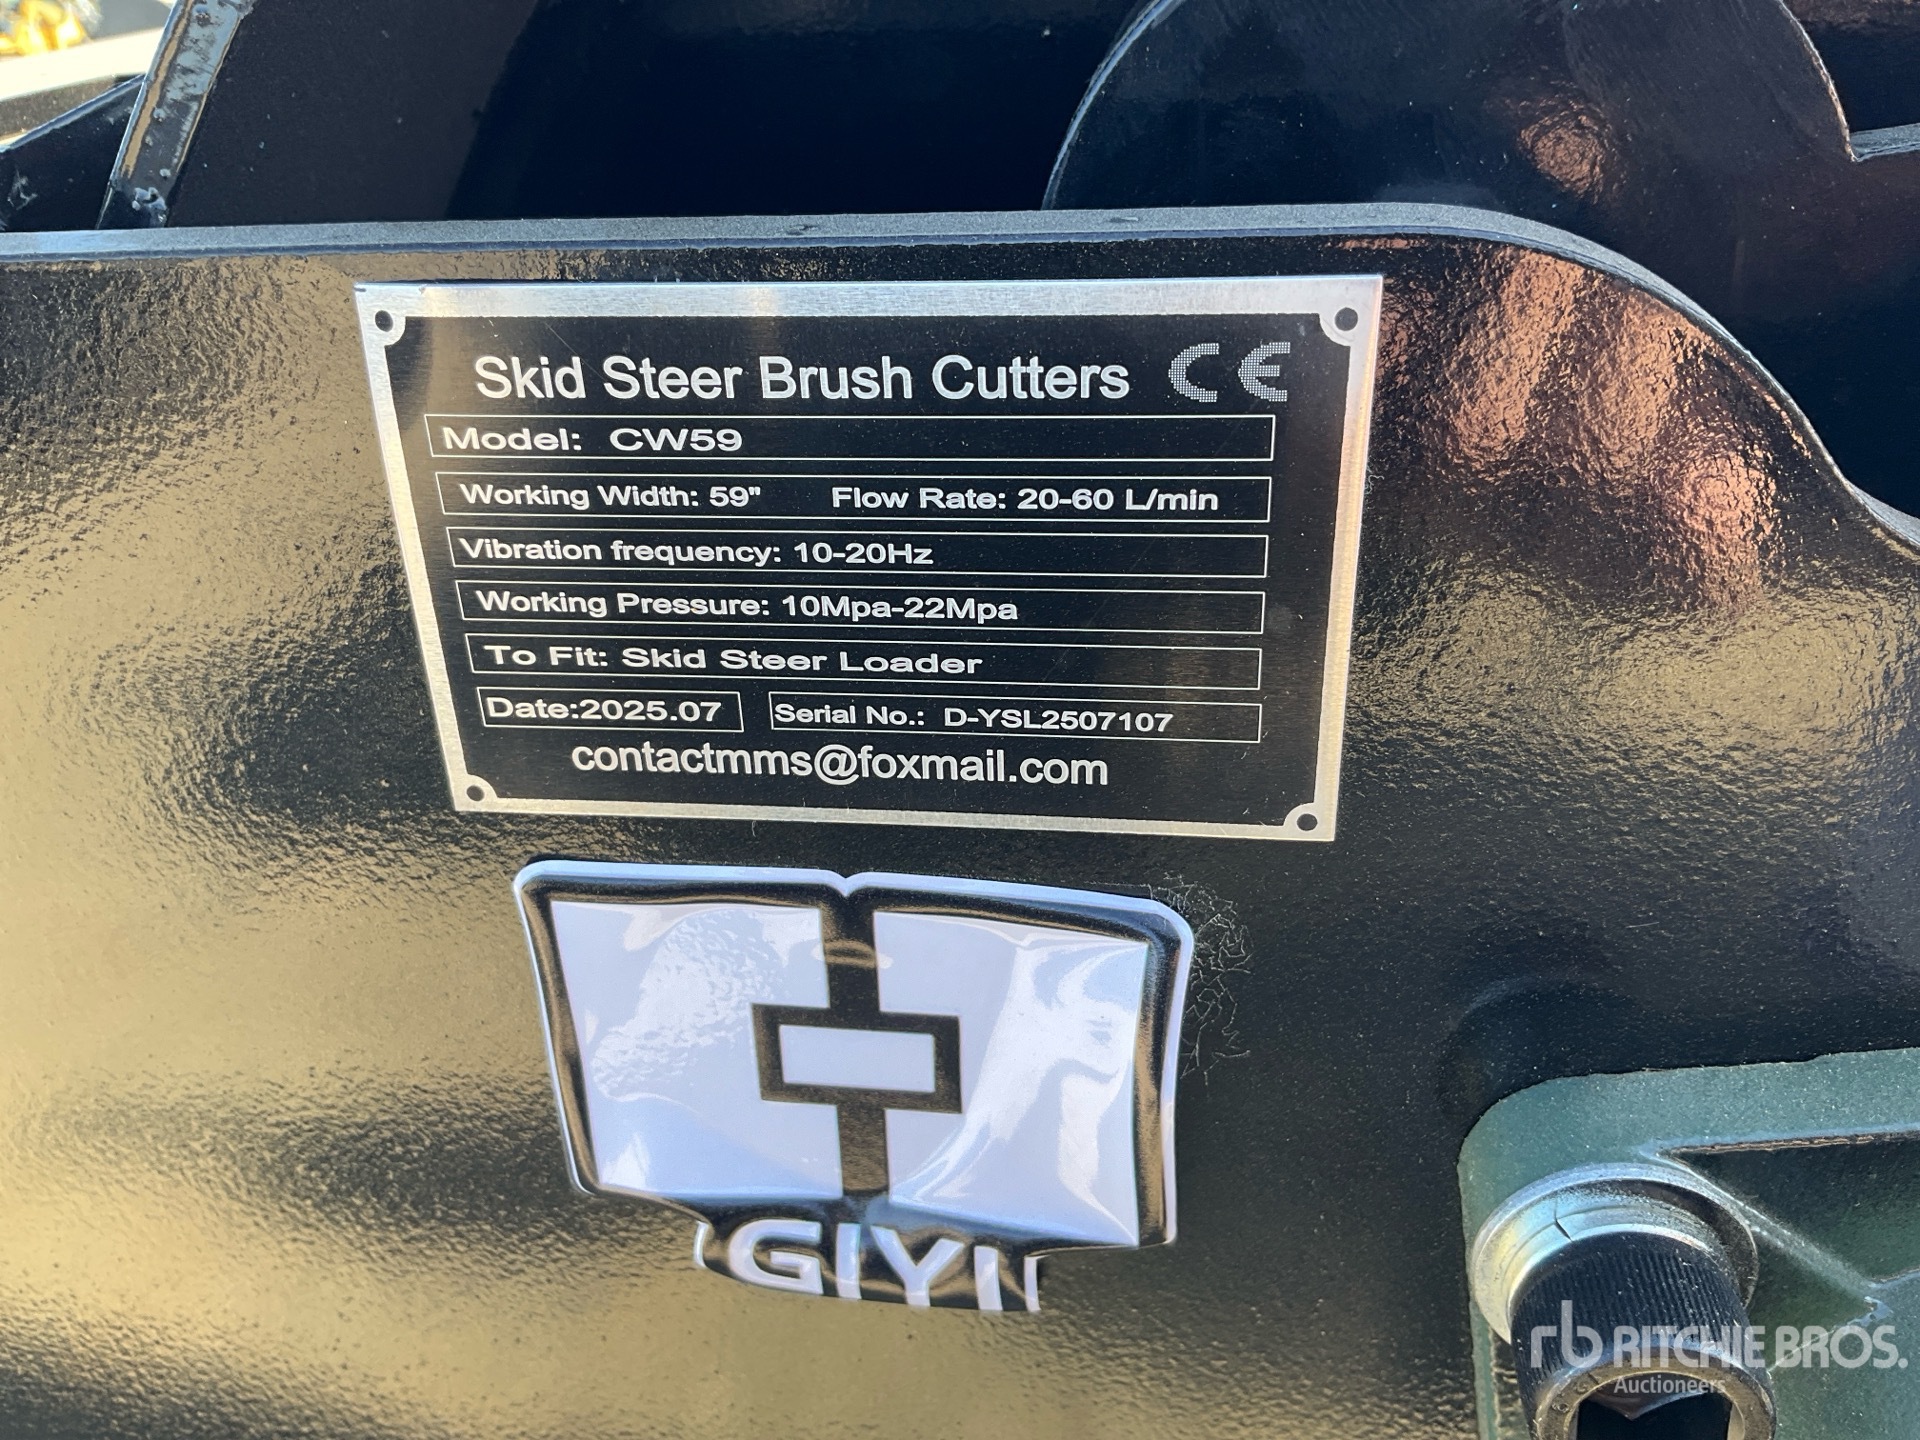 Skid Steer Brush Cutters CE
Model: CW59
Working Width: 59" Flow Rate: 20-60 L/min
Vibration frequency: 10-20Hz
Working Pressure: 10Mpa-22Mpa
To Fit: Skid Steer Loader
Date:2025.07 Serial No.: D-YSL2507107
contactmms@foxmail.com
GIYI
rb RITCHIE BROS.
Auctioneers